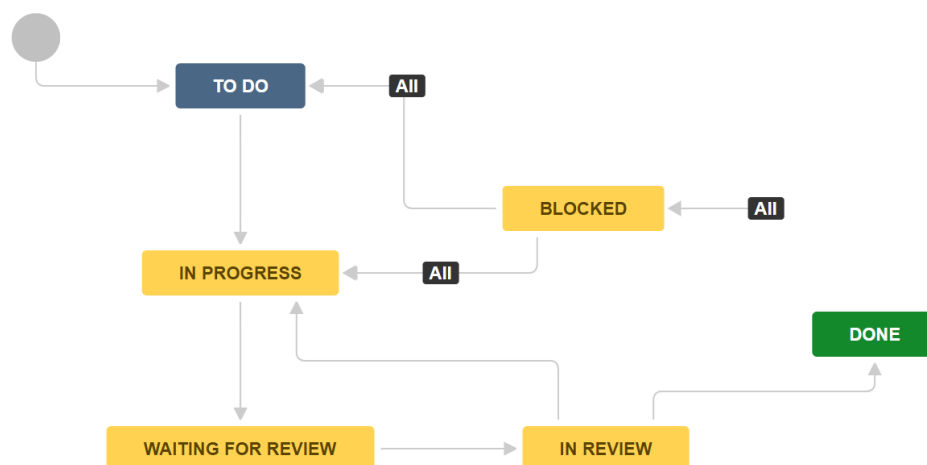 TO DO
All
BLOCKED
All
IN PROGRESS
All
DONE
WAITING FOR REVIEW
IN REVIEW